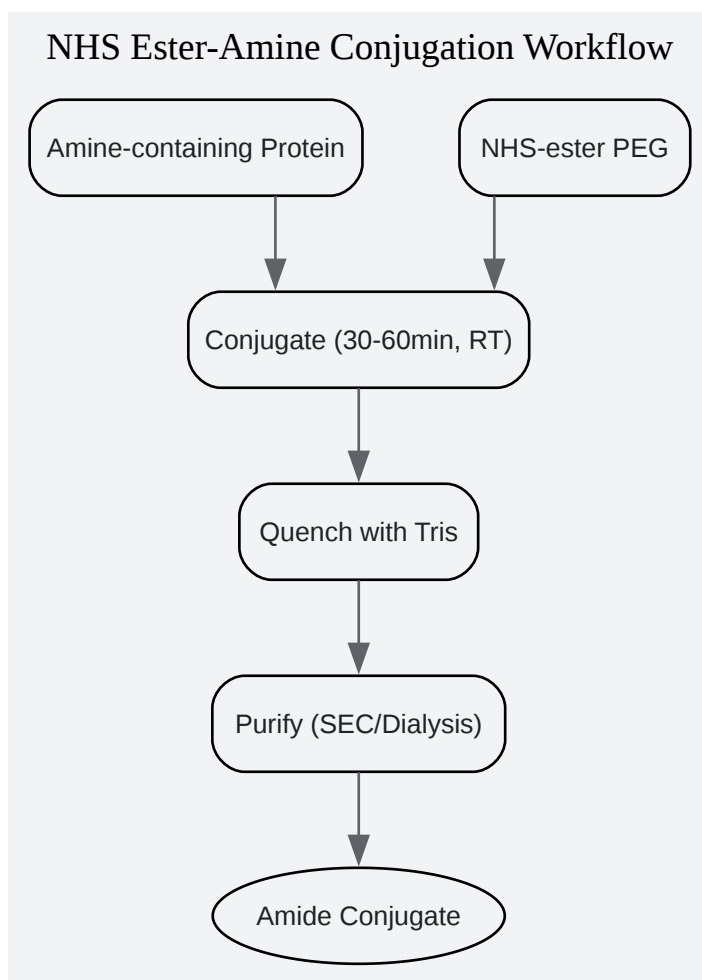 NHS Ester-Amine Conjugation Workflow
Amine-containing Protein
NHS-ester PEG
Conjugate (30-60min, RT)
Quench with Tris
Purify (SEC/Dialysis)
Amide Conjugate